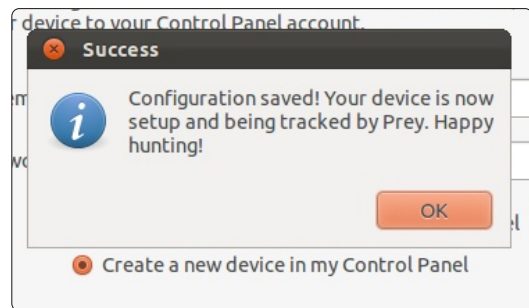 device to your Control Panel account.
Success
Configuration saved! Your device is now
setup and being tracked by Prey. Happy
hunting!
OK
Create a new device in my Control Panel